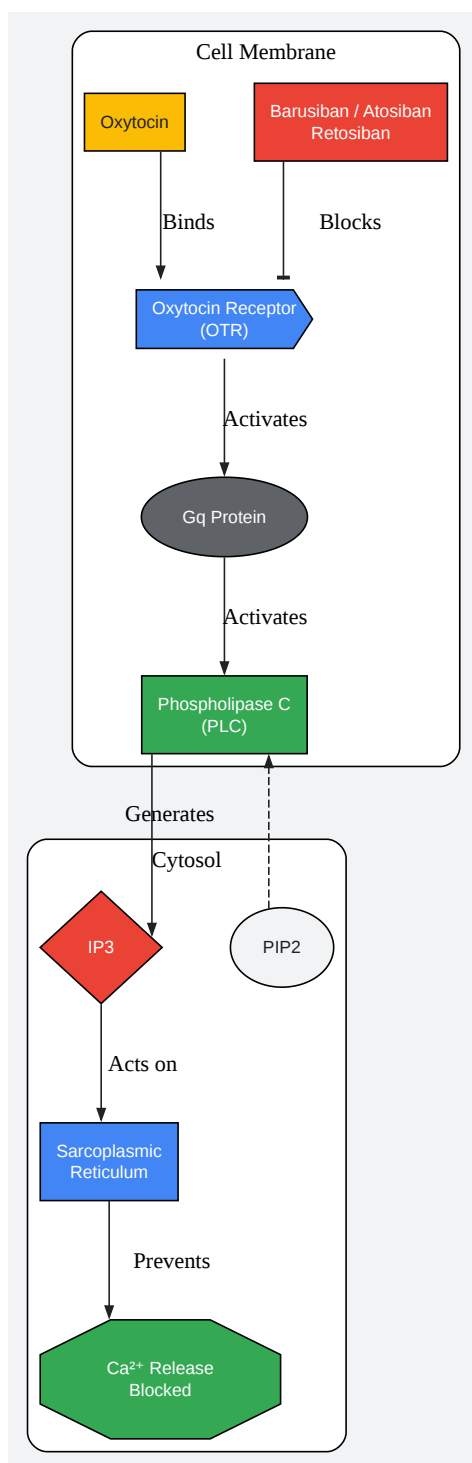 Cell Membrane
Oxytocin
Barusiban / Atosiban
Retosiban
Binds
Blocks
Oxytocin Receptor
(OTR)
Activates
Gq Protein
Activates
Phospholipase C
(PLC)
Generates
Cytosol
IP3
PIP2
Acts on
Sarcoplasmic
Reticulum
Prevents
Ca²⁺ Release
Blocked